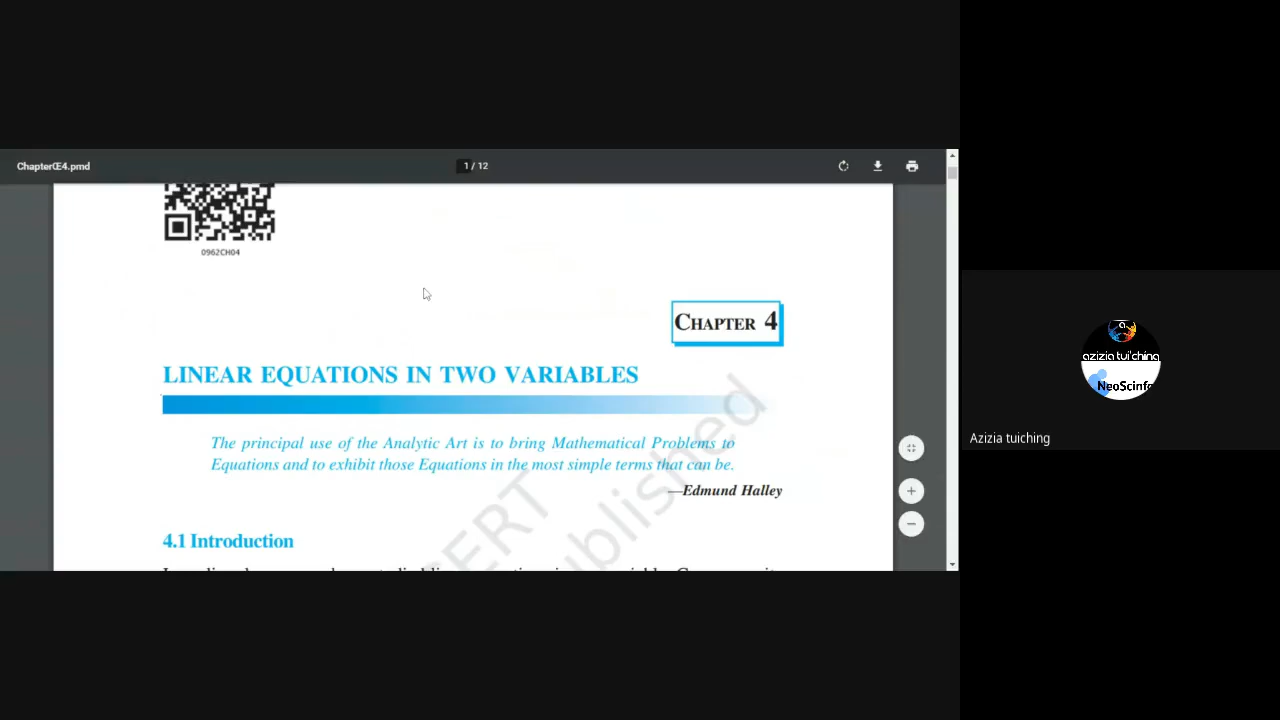 ChapterŒ4.pmd
1 / 12
0962CH04
CHAPTER 4
LINEAR EQUATIONS IN TWO VARIABLES
The principal use of the Analytic Art is to bring Mathematical Problems to
Equations and to exhibit those Equations in the most simple terms that can be.
—Edmund Halley
4.1 Introduction
azizia tui'ching
NeoScinfo
Azizia tuiching